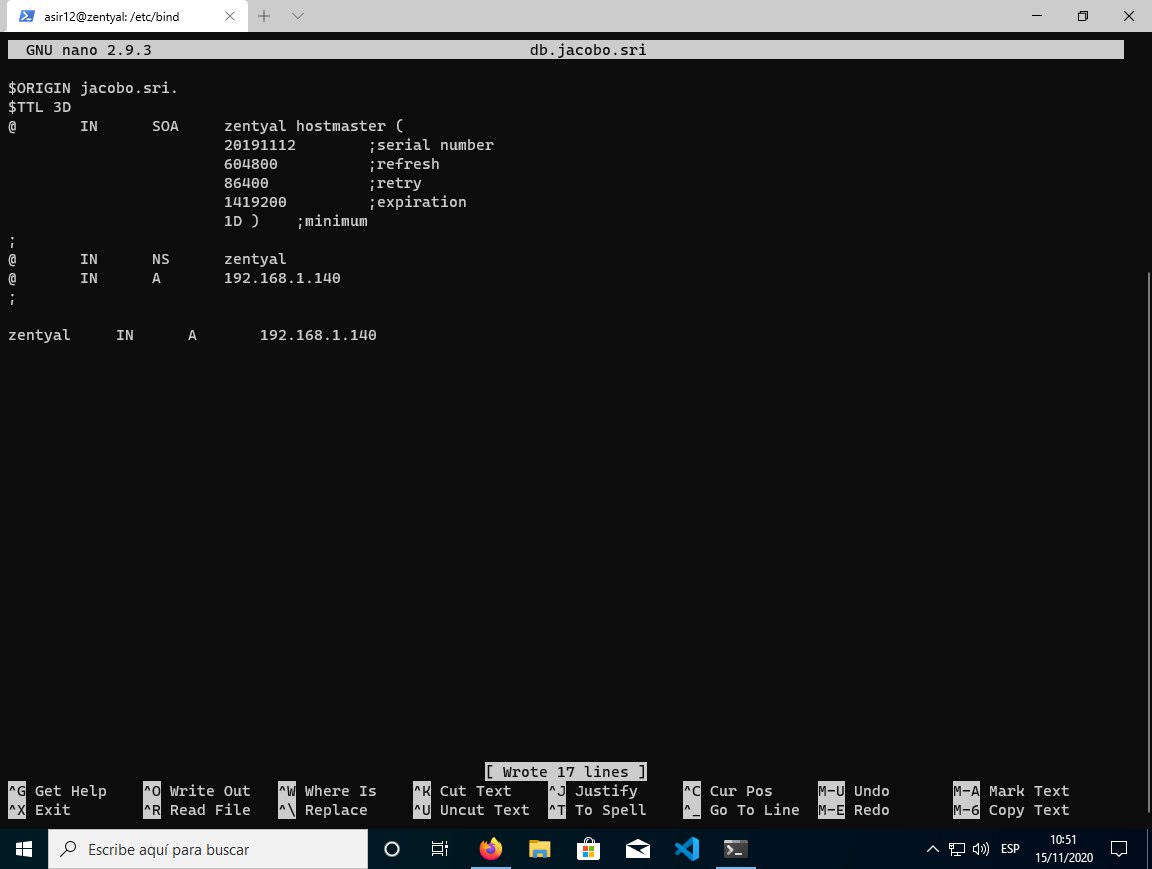 asir12@zentyal: /etc/bind
GNU nano 2.9.3 db.jacobo.sri
$ORIGIN jacobo.sri.
$TTL 3D
@ IN SOA zentyal hostmaster (
20191112 ;serial number
604800 ;refresh
86400 ;retry
1419200 ;expiration
1D ) ;minimum
;
@ IN NS zentyal
@ IN A 192.168.1.140
;
zentyal IN A 192.168.1.140
[ Wrote 17 lines ]
^G Get Help ^O Write Out ^W Where Is ^K Cut Text ^J Justify ^C Cur Pos M-U Undo M-A Mark Text
^X Exit ^R Read File ^\ Replace ^U Uncut Text ^T To Spell ^_ Go To Line M-E Redo M-6 Copy Text
Escribe aquí para buscar
ESP
10:51
15/11/2020